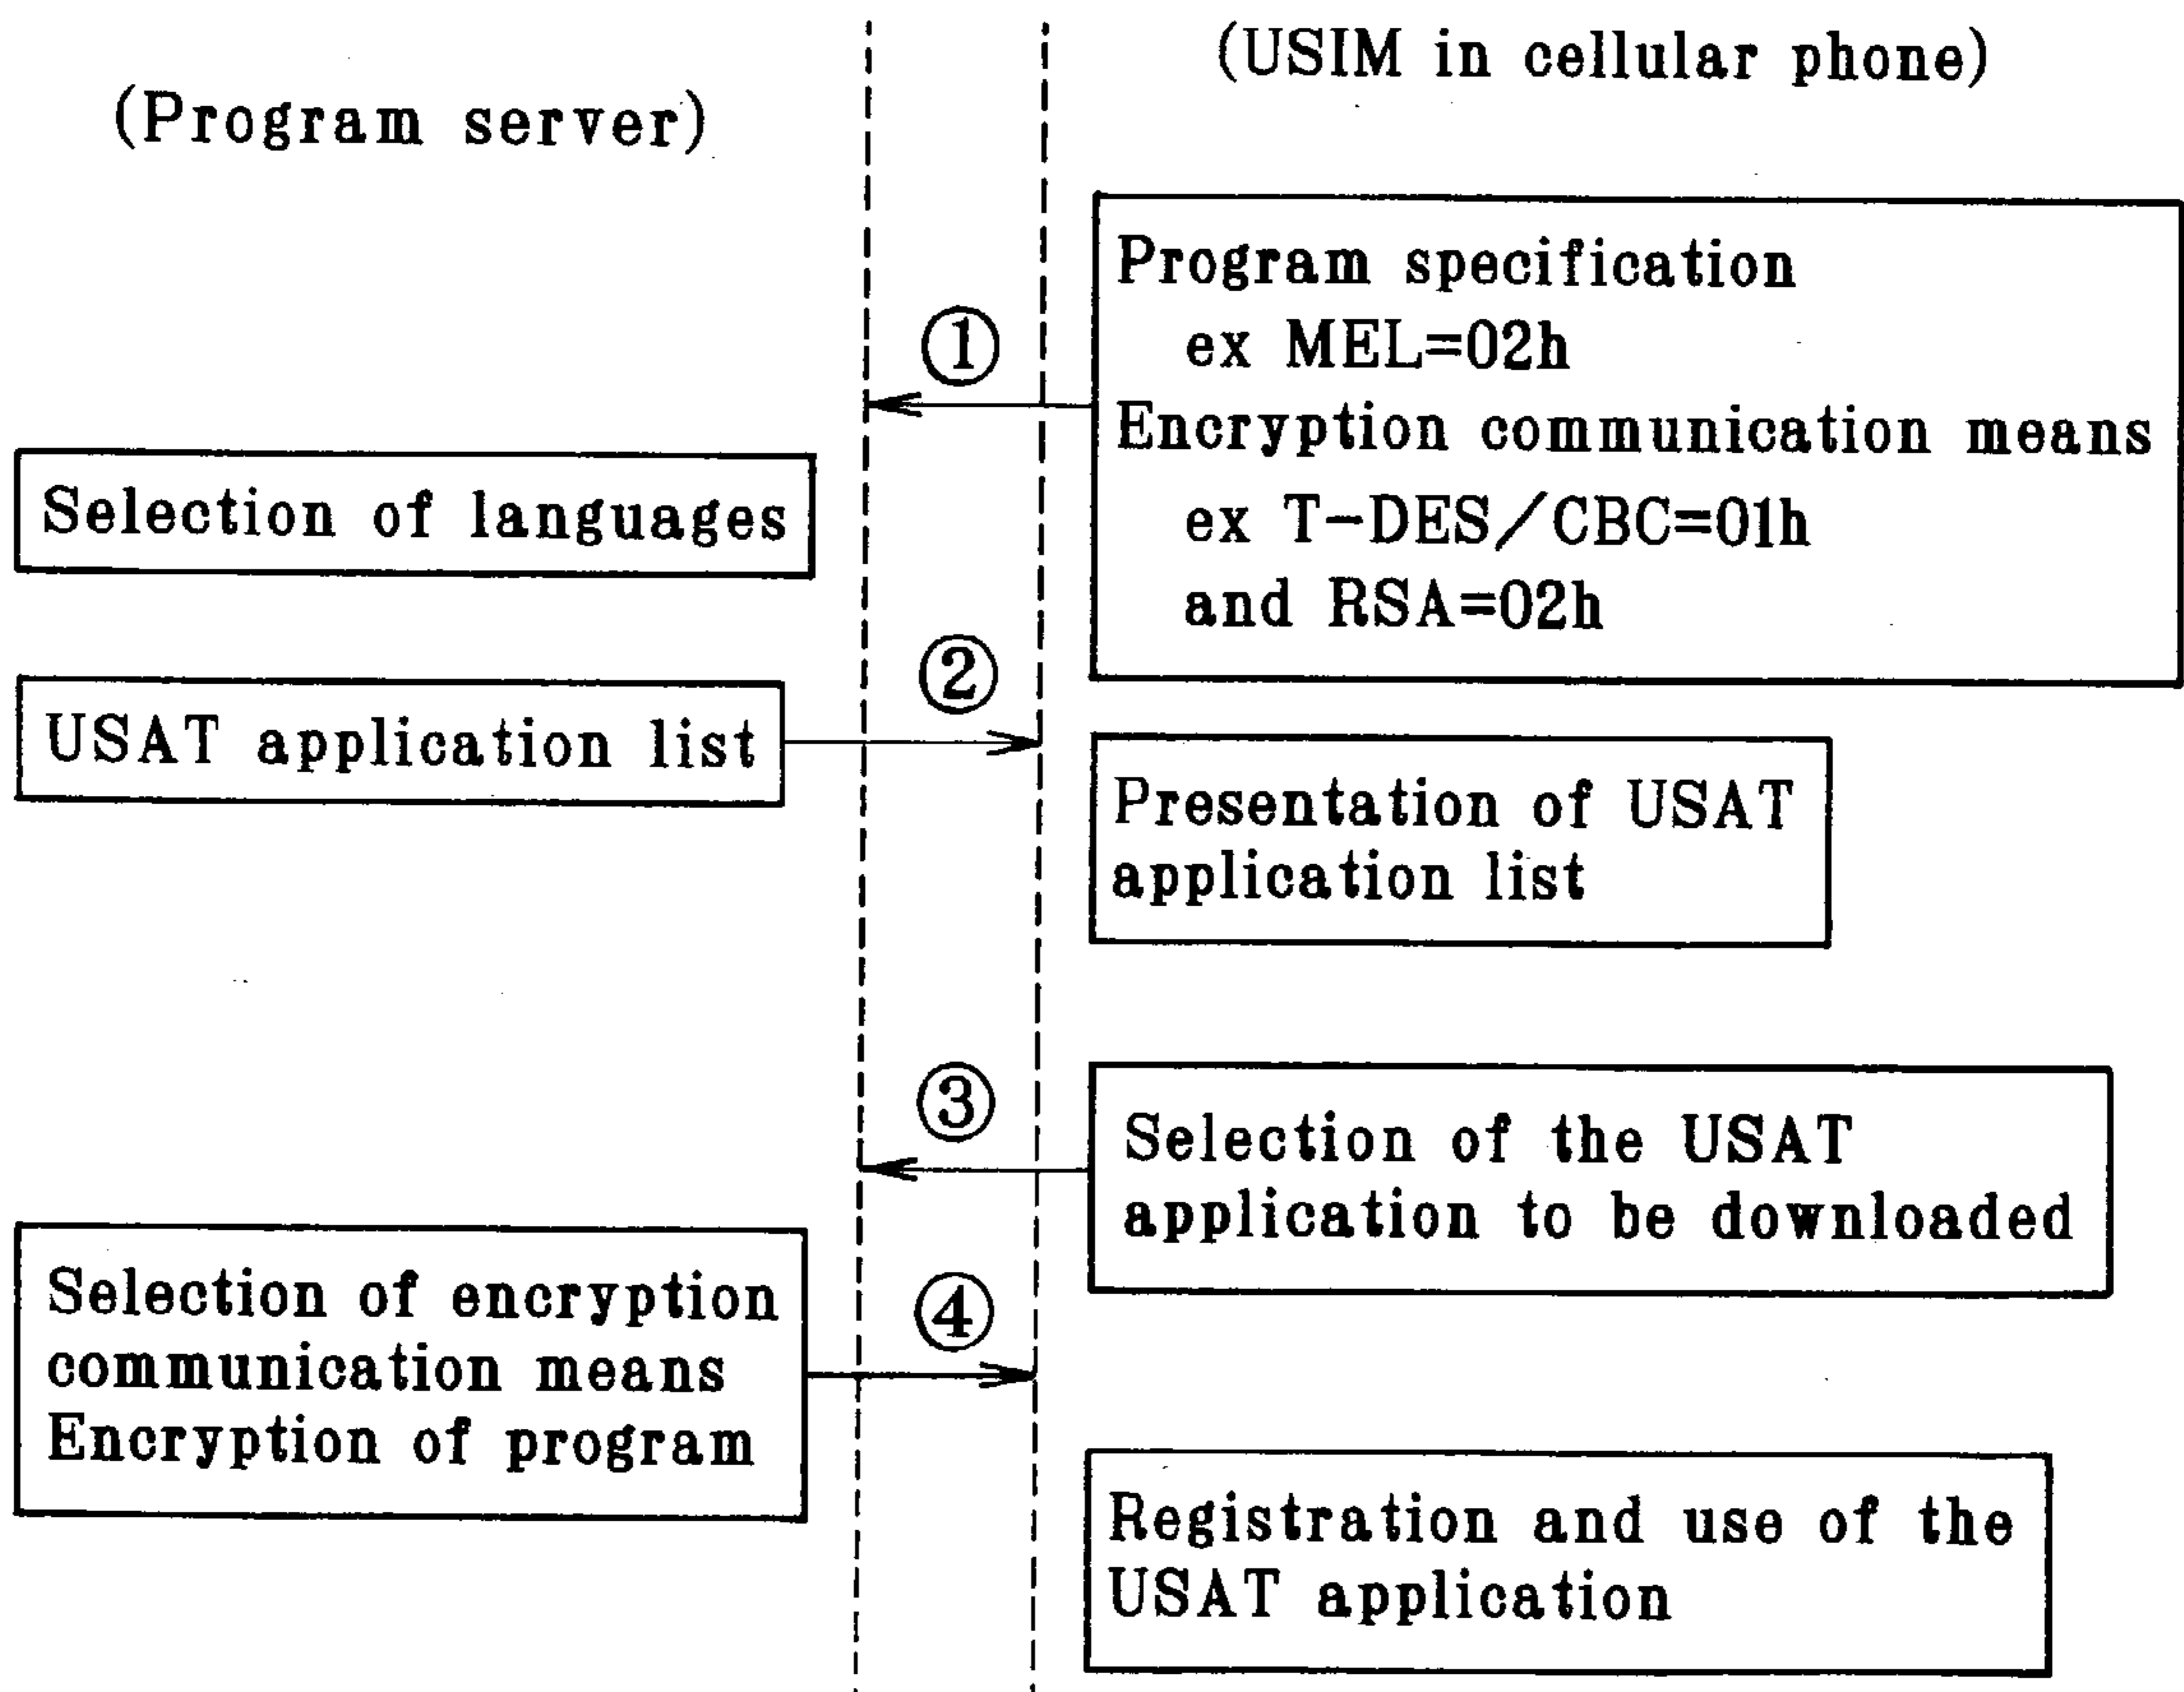 (Program server)
(USIM in cellular phone)
Program specification
ex MEL=02h
Encryption communication means
ex T-DES/CBC=01h
and RSA=02h
①
Selection of languages
②
USAT application list
Presentation of USAT
application list
③
Selection of the USAT
application to be downloaded
④
Selection of encryption
communication means
Encryption of program
Registration and use of the
USAT application